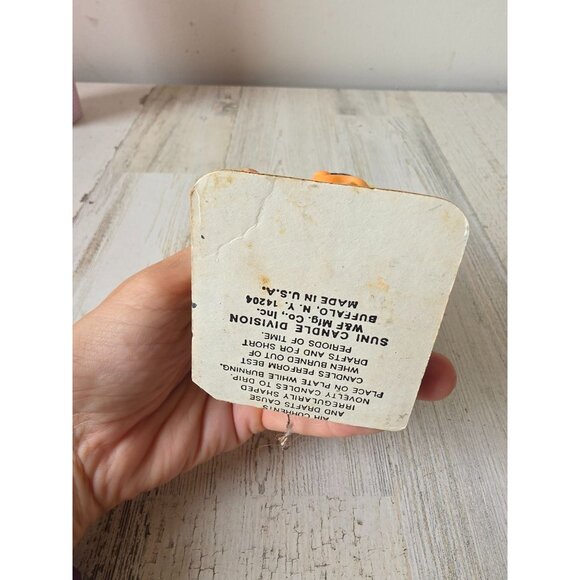 AIR CURRENTS
AND DRAFTS CAUSE
IRREGULARILY SHAPED
NOVELTY CANDLES TO DRIP
PLACE ON PLATE WHILE BURNING.
CANDLES PERFORM BEST
WHEN BURNED OUT OF
DRAFTS AND FOR SHORT
PERIODS OF TIME.
SUNI CANDLE DIVISION
W&F Mfg. Co., Inc.
BUFFALO, N. Y. 14204
MADE IN U.S.A.